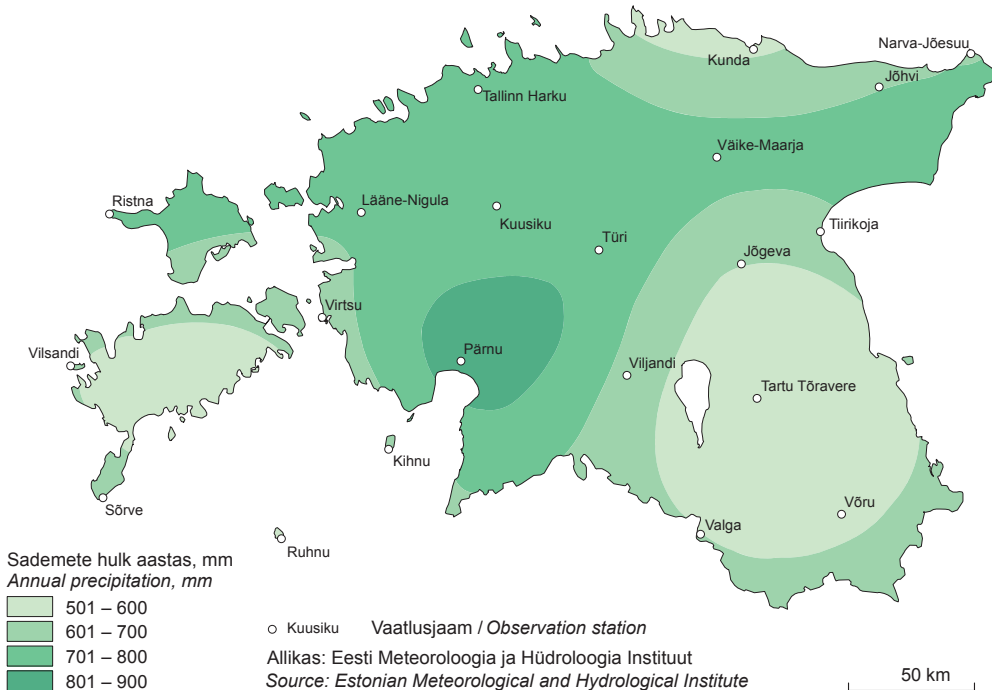 Narva-Jõesuu
Kunda
Jõhvi
Tallinn Harku
Väike-Maarja
Ristna
Lääne-Nigula
Kuusiku
Türi
Tiirikoja
Jõgeva
Virtsu
Vilsandi
Pärnu
Viljandi
Tartu Tõravere
Kihnu
Sõrve
Võru
Valga
Ruhnu
Sademete hulk aastas, mm
Annual precipitation, mm
501 – 600
601 – 700
701 – 800
801 – 900
Kuusiku Vaatlusjaam / Observation station
Allikas: Eesti Meteoroloogia ja Hüdroloogia Instituut
Source: Estonian Meteorological and Hydrological Institute
50 km